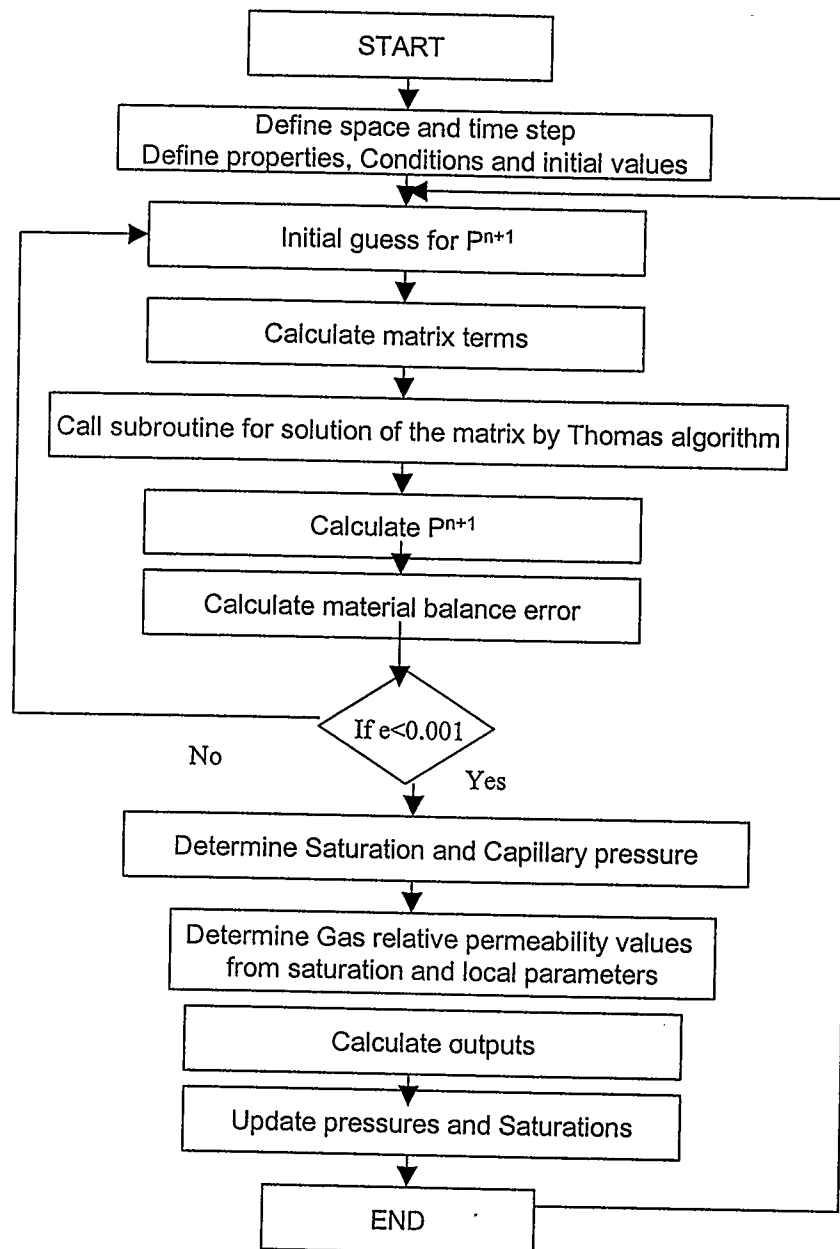 START
Define space and time step
Define properties, Conditions and initial values
Initial guess for Pⁿ⁺¹
Calculate matrix terms
Call subroutine for solution of the matrix by Thomas algorithm
Calculate Pⁿ⁺¹
Calculate material balance error
If e<0.001
No
Yes
Determine Saturation and Capillary pressure
Determine Gas relative permeability values
from saturation and local parameters
Calculate outputs
Update pressures and Saturations
END